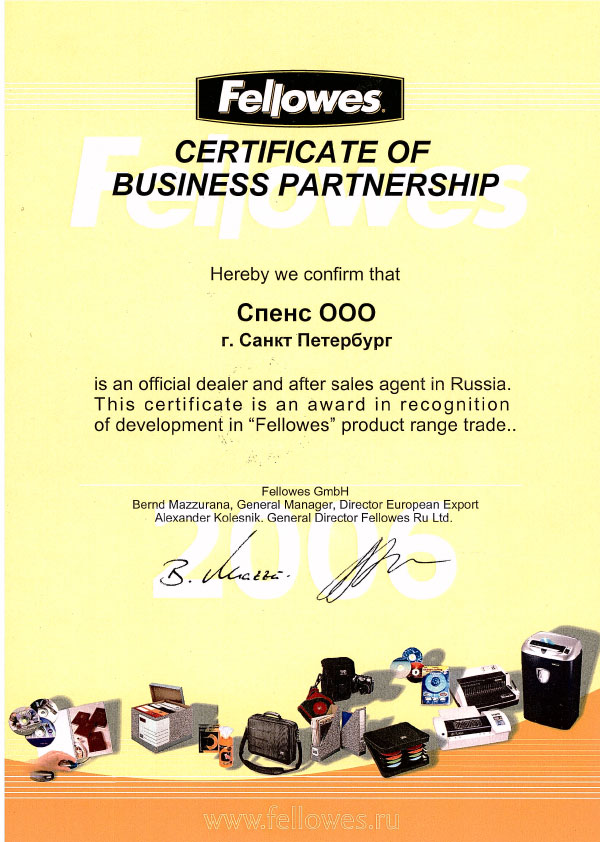 Fellowes
CERTIFICATE OF
BUSINESS PARTNERSHIP
Fellowes
Hereby we confirm that
Спенс ООО
г. Санкт Петербург
is an official dealer and after sales agent in Russia.
This certificate is an award in recognition
of development in “Fellowes” product range trade..
Fellowes GmbH
Bernd Mazzurana, General Manager, Director European Export
Alexander Kolesnik. General Director Fellowes Ru Ltd.
2006
B. Mazza.
www.fellowes.ru